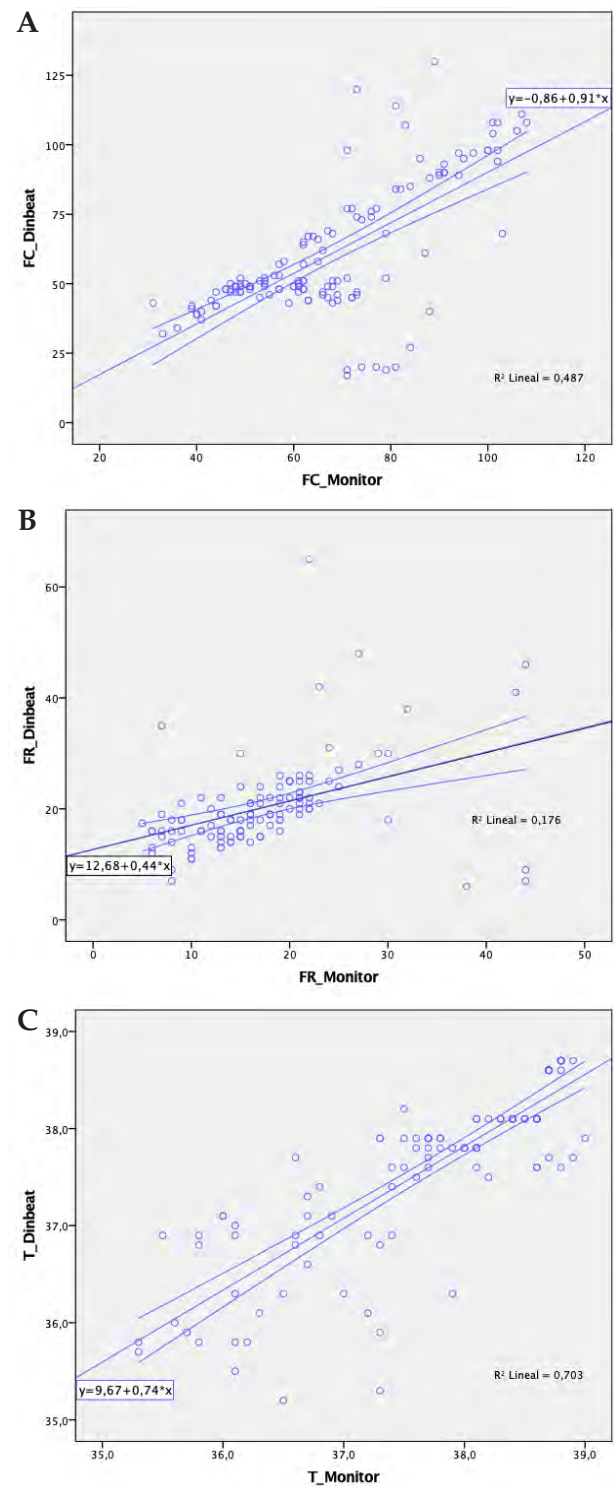 A
125
100
75
50
25
0
FC_Dinbeat
y=-0,86+0,91*x
R² Lineal = 0,487
20 40 60 80 100 120
FC_Monitor
B
60
40
20
0
FR_Dinbeat
y=12,68+0,44*x
R² Lineal = 0,176
0 10 20 30 40 50
FR_Monitor
C
39,0
38,0
37,0
36,0
35,0
T_Dinbeat
y=9,67+0,74*x
R² Lineal = 0,703
35,0 36,0 37,0 38,0 39,0
T_Monitor